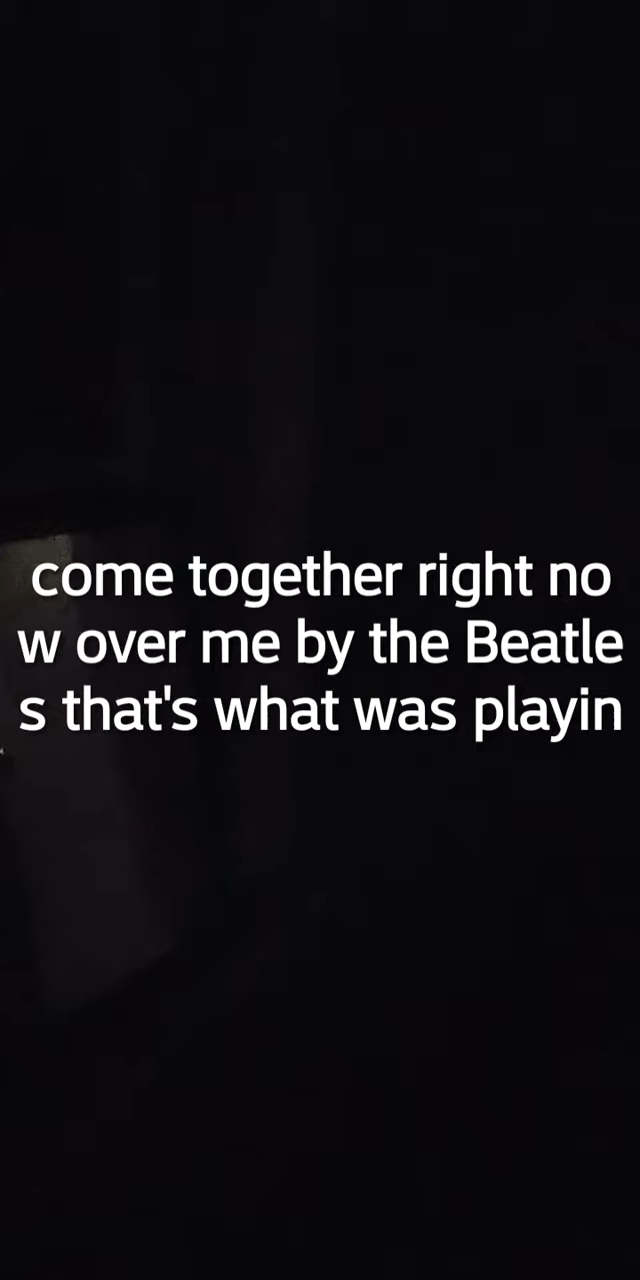 come together right no
w over me by the Beatle
s that's what was playin